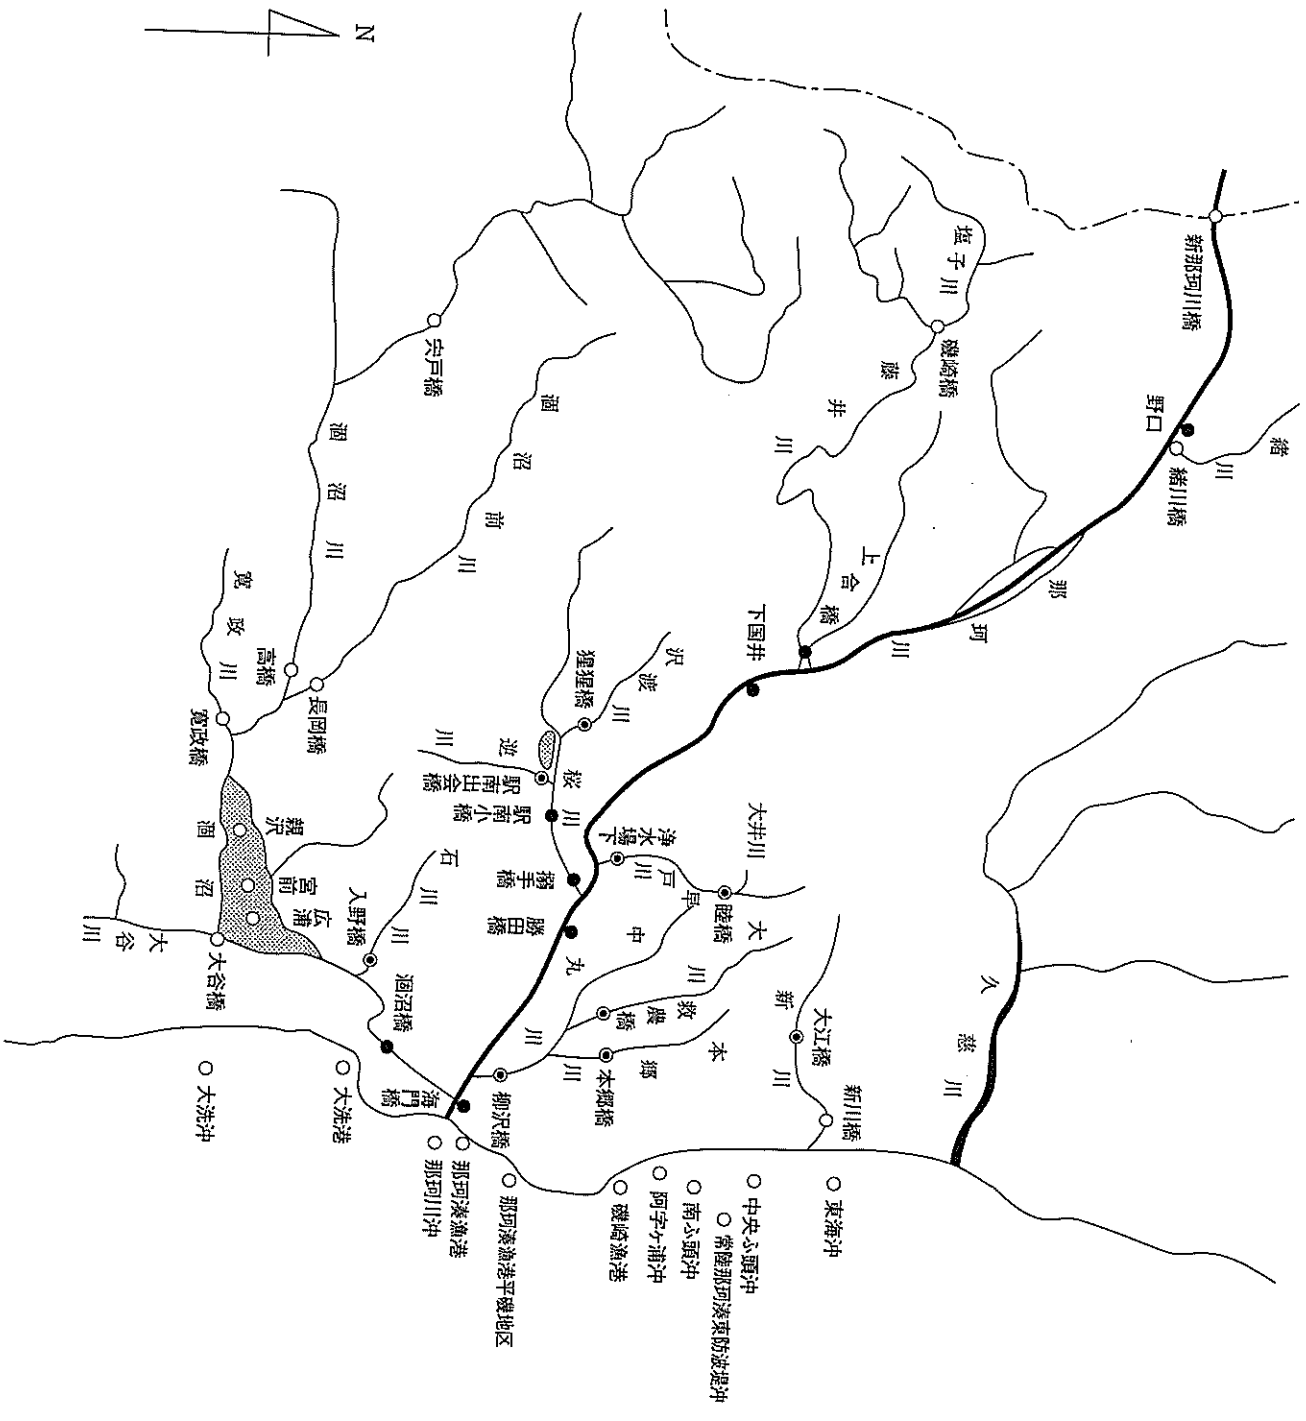 N
新那珂川橋
野口
緒川
緒川橋
塩子川
磯崎橋
藤井川
上合橋
那珂川
下国井
宍戸橋
涸沼前川
涸沼川
寛政川
高橋
長岡橋
寛政橋
沢渡川
猩猩橋
逆川
桜川
駅南出会橋
駅南小橋
搦手橋
勝田橋
浄水場下
早戸川
大井川
睦橋
中丸川
大川
救農橋
本郷川
本郷橋
柳沢橋
新川
大江橋
新川橋
久慈川
親沢
宮前
広浦
涸沼
大谷川
大谷橋
石川川
入野橋
涸沼橋
海門橋
大洗沖
大洗港
那珂川沖
那珂湊漁港
那珂湊漁港平磯地区
磯崎漁港
阿字ヶ浦沖
南ふ頭沖
常陸那珂湊東防波堤沖
中央ふ頭沖
東海沖